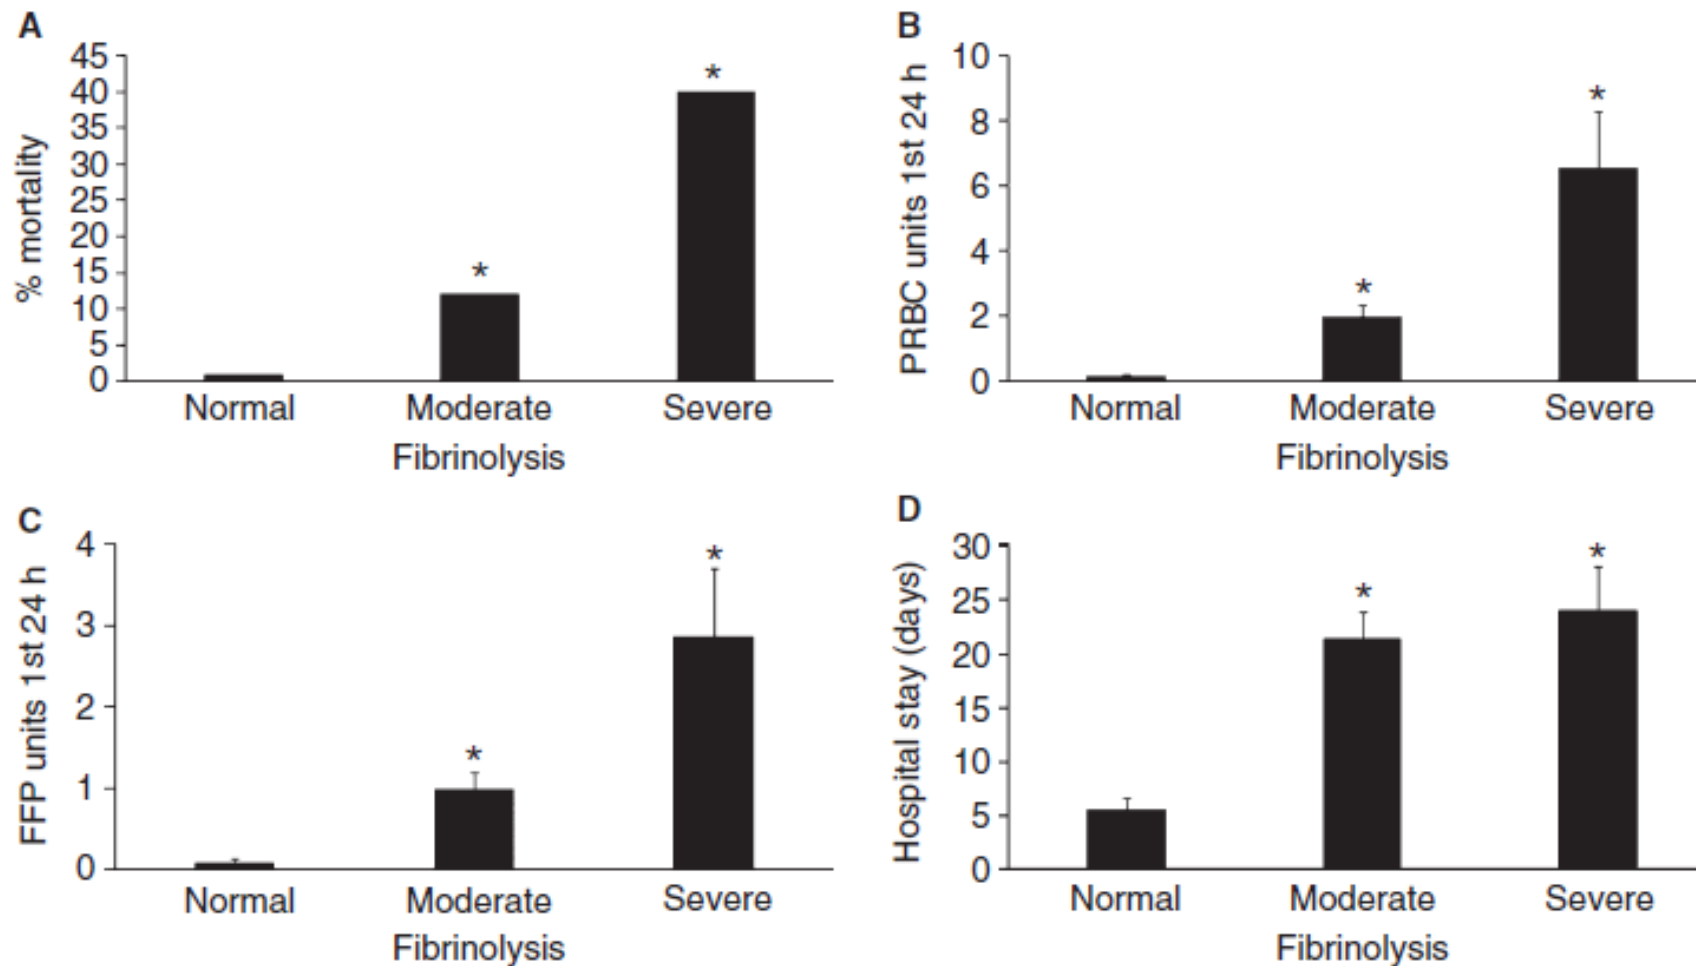 A
% mortality
45
40
35
30
25
20
15
10
5
0
*
*
Normal Moderate Severe
Fibrinolysis
B
PRBC units 1st 24 h
10
8
6
4
2
0
*
*
Normal Moderate Severe
Fibrinolysis
C
FFP units 1st 24 h
4
3
2
1
0
*
*
Normal Moderate Severe
Fibrinolysis
D
Hospital stay (days)
30
25
20
15
10
5
0
*
*
Normal Moderate Severe
Fibrinolysis